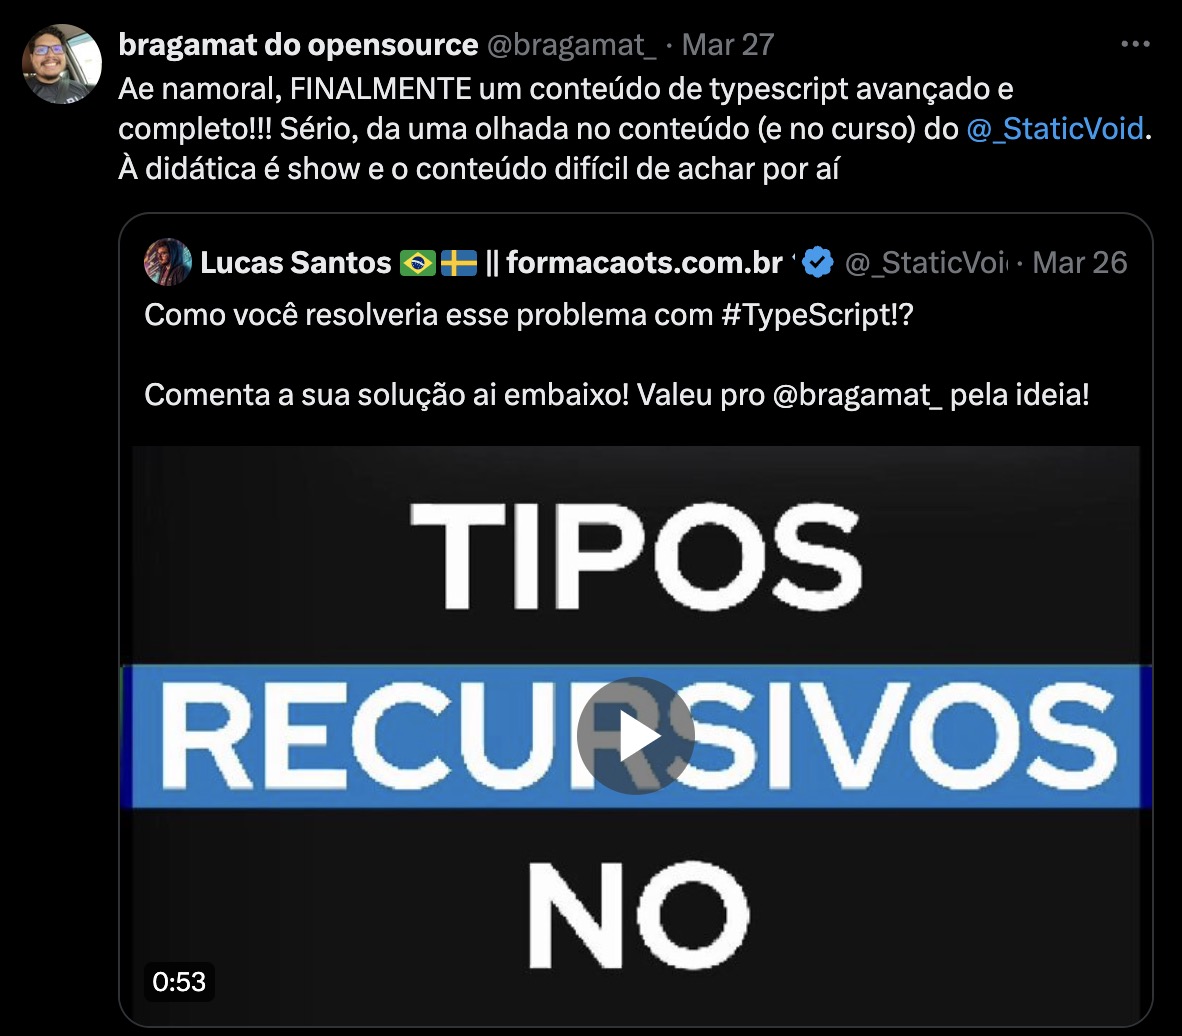 bragamat do opensource @bragamat_ · Mar 27
Ae namoral, FINALMENTE um conteúdo de typescript avançado e
completo!!! Sério, da uma olhada no conteúdo (e no curso) do @_StaticVoid.
À didática é show e o conteúdo difícil de achar por aí
Lucas Santos 🇧🇷🇸🇪 || formacaots.com.br @_StaticVoi · Mar 26
Como você resolveria esse problema com #TypeScript!?
Comenta a sua solução ai embaixo! Valeu pro @bragamat_ pela ideia!
TIPOS
RECURSIVOS
NO
0:53